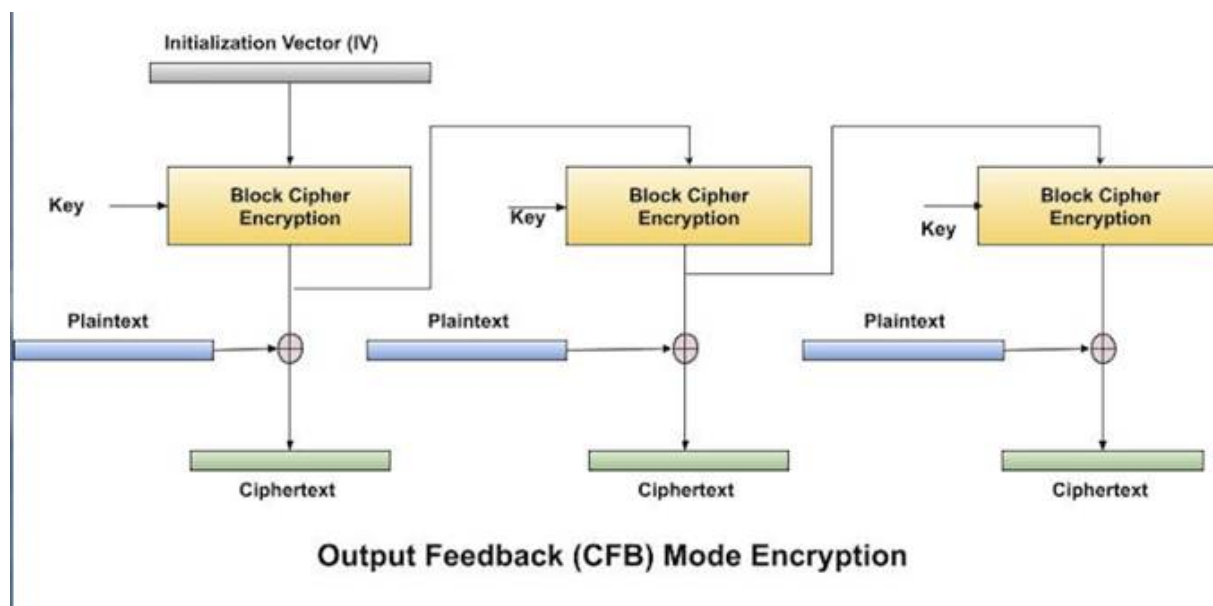 Initialization Vector (IV)
Key
Block Cipher
Encryption
Key
Block Cipher
Encryption
Key
Block Cipher
Encryption
Plaintext
Plaintext
Plaintext
Ciphertext
Ciphertext
Ciphertext
Output Feedback (CFB) Mode Encryption